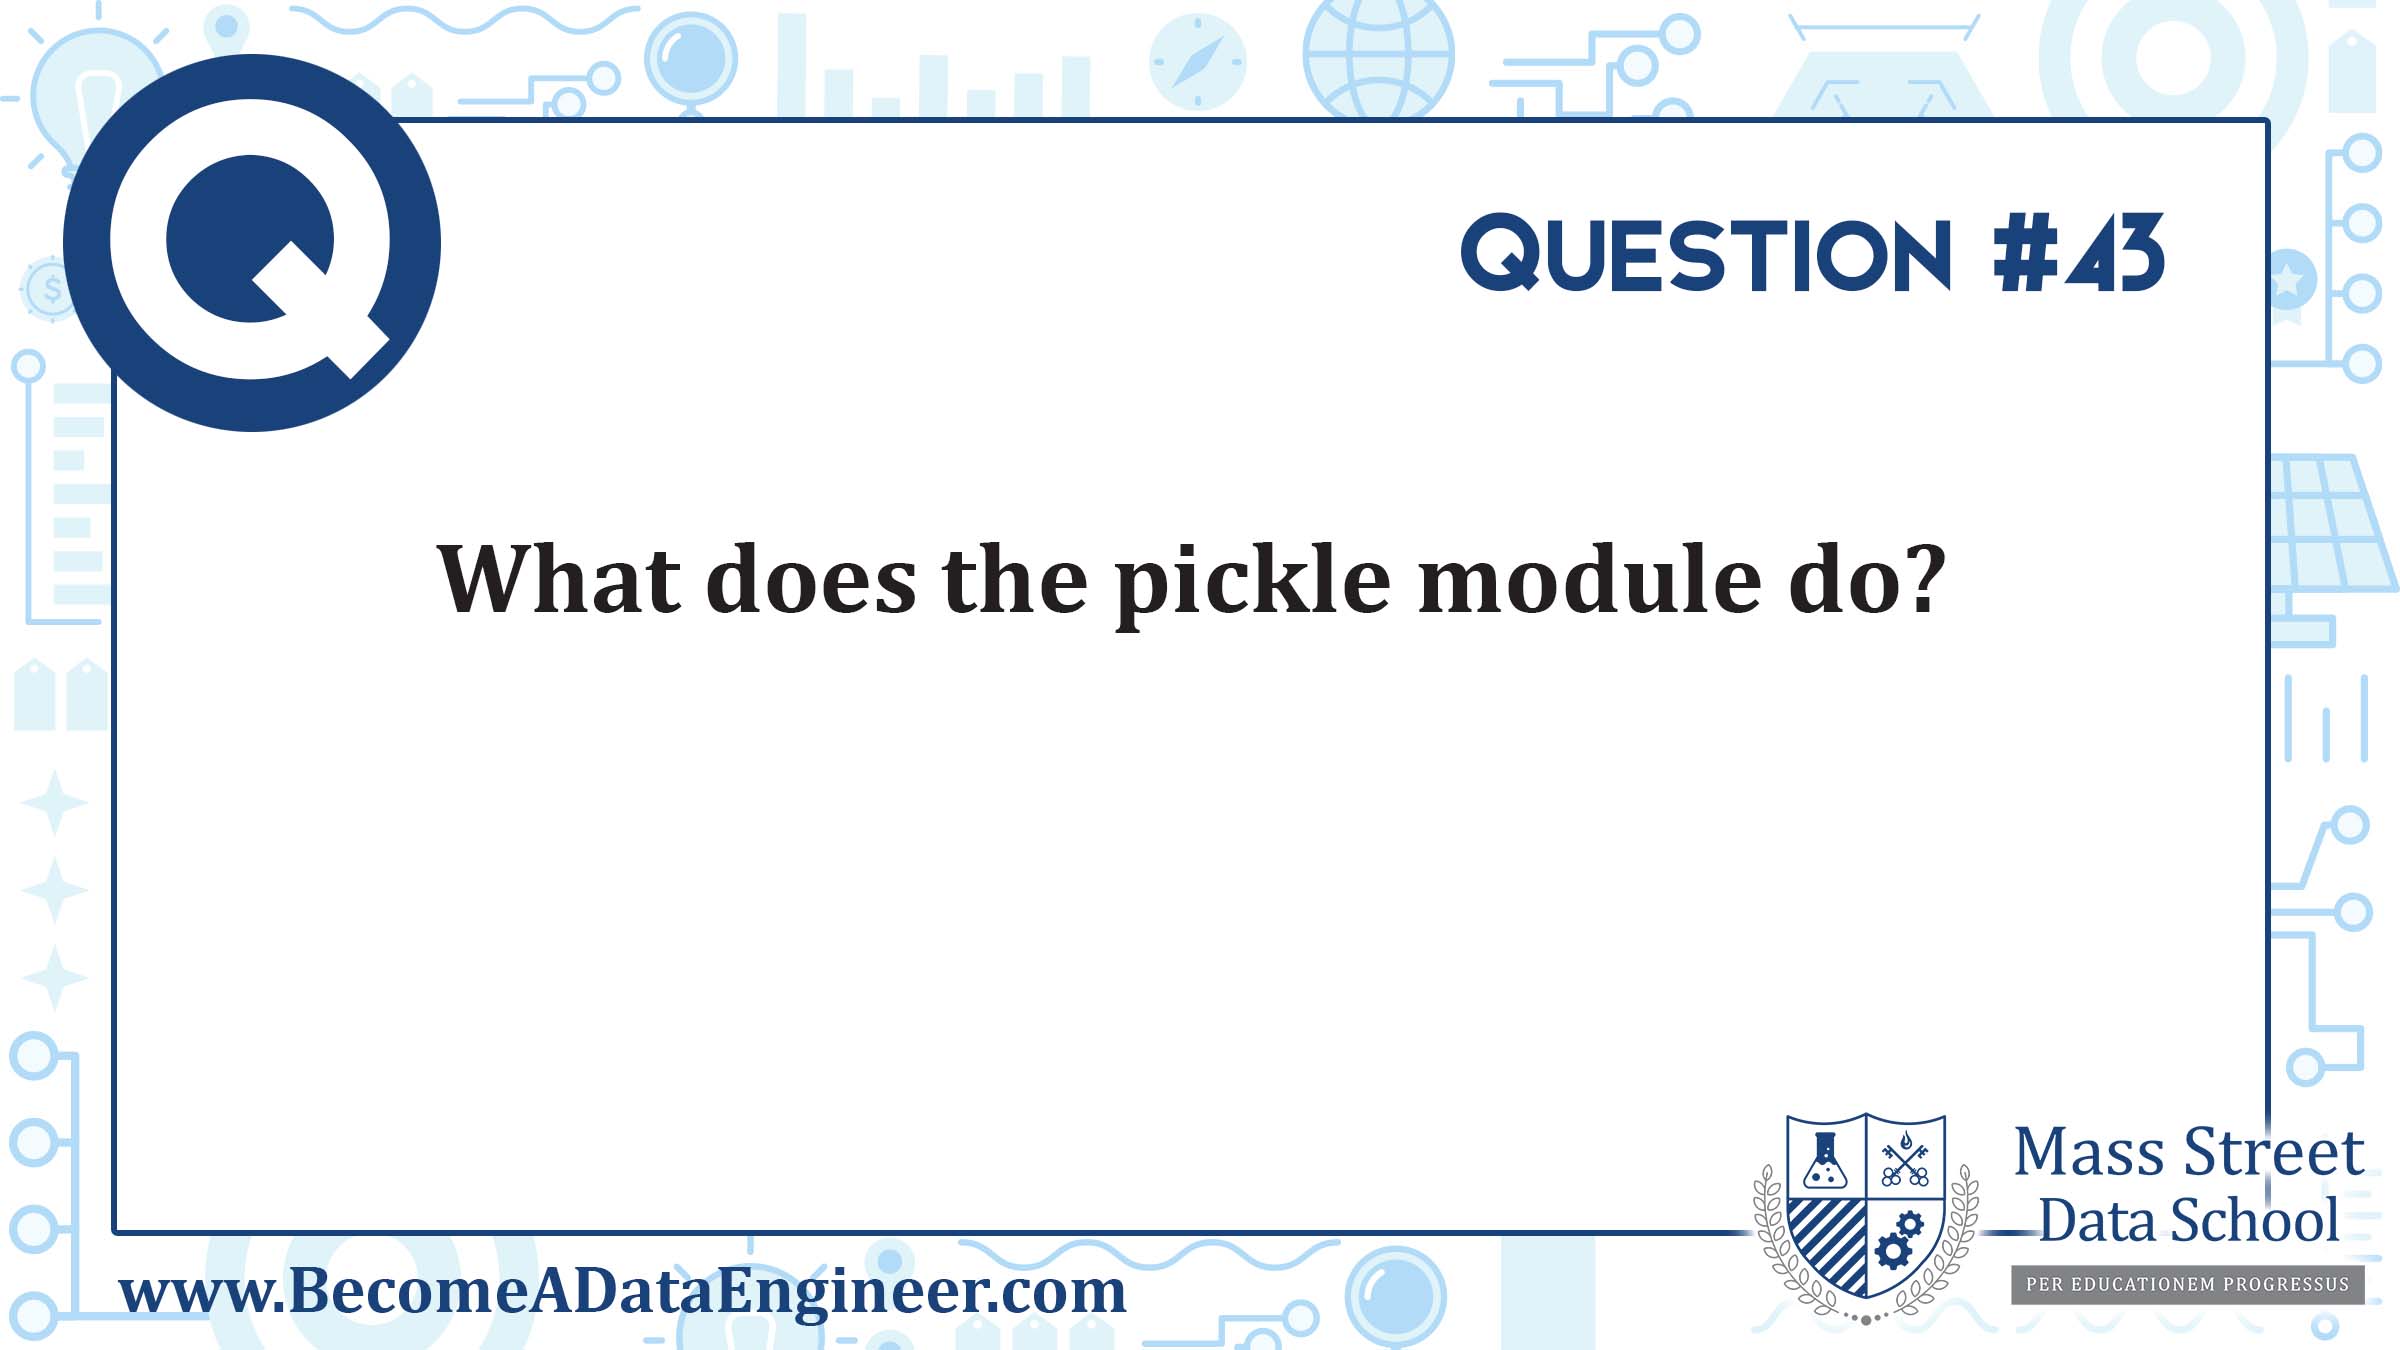 Question #43
What does the pickle module do?
Mass Street
Data School
PER EDUCATIONEM PROGRESSUS
www.BecomeADataEngineer.com